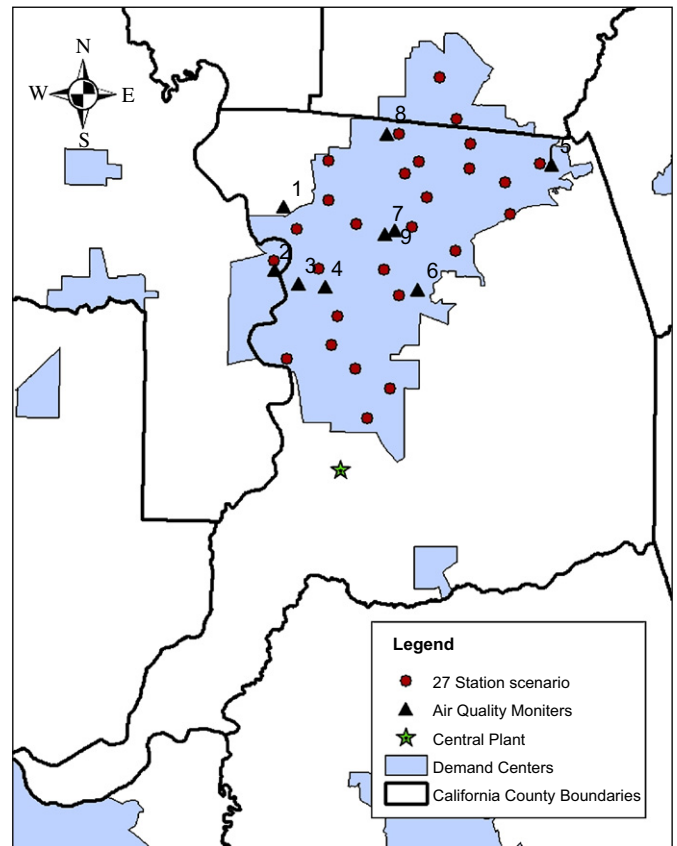 N
W E
S
8
5
1
7
9
2
3 4 6
Legend
27 Station scenario
Air Quality Moniters
Central Plant
Demand Centers
California County Boundaries